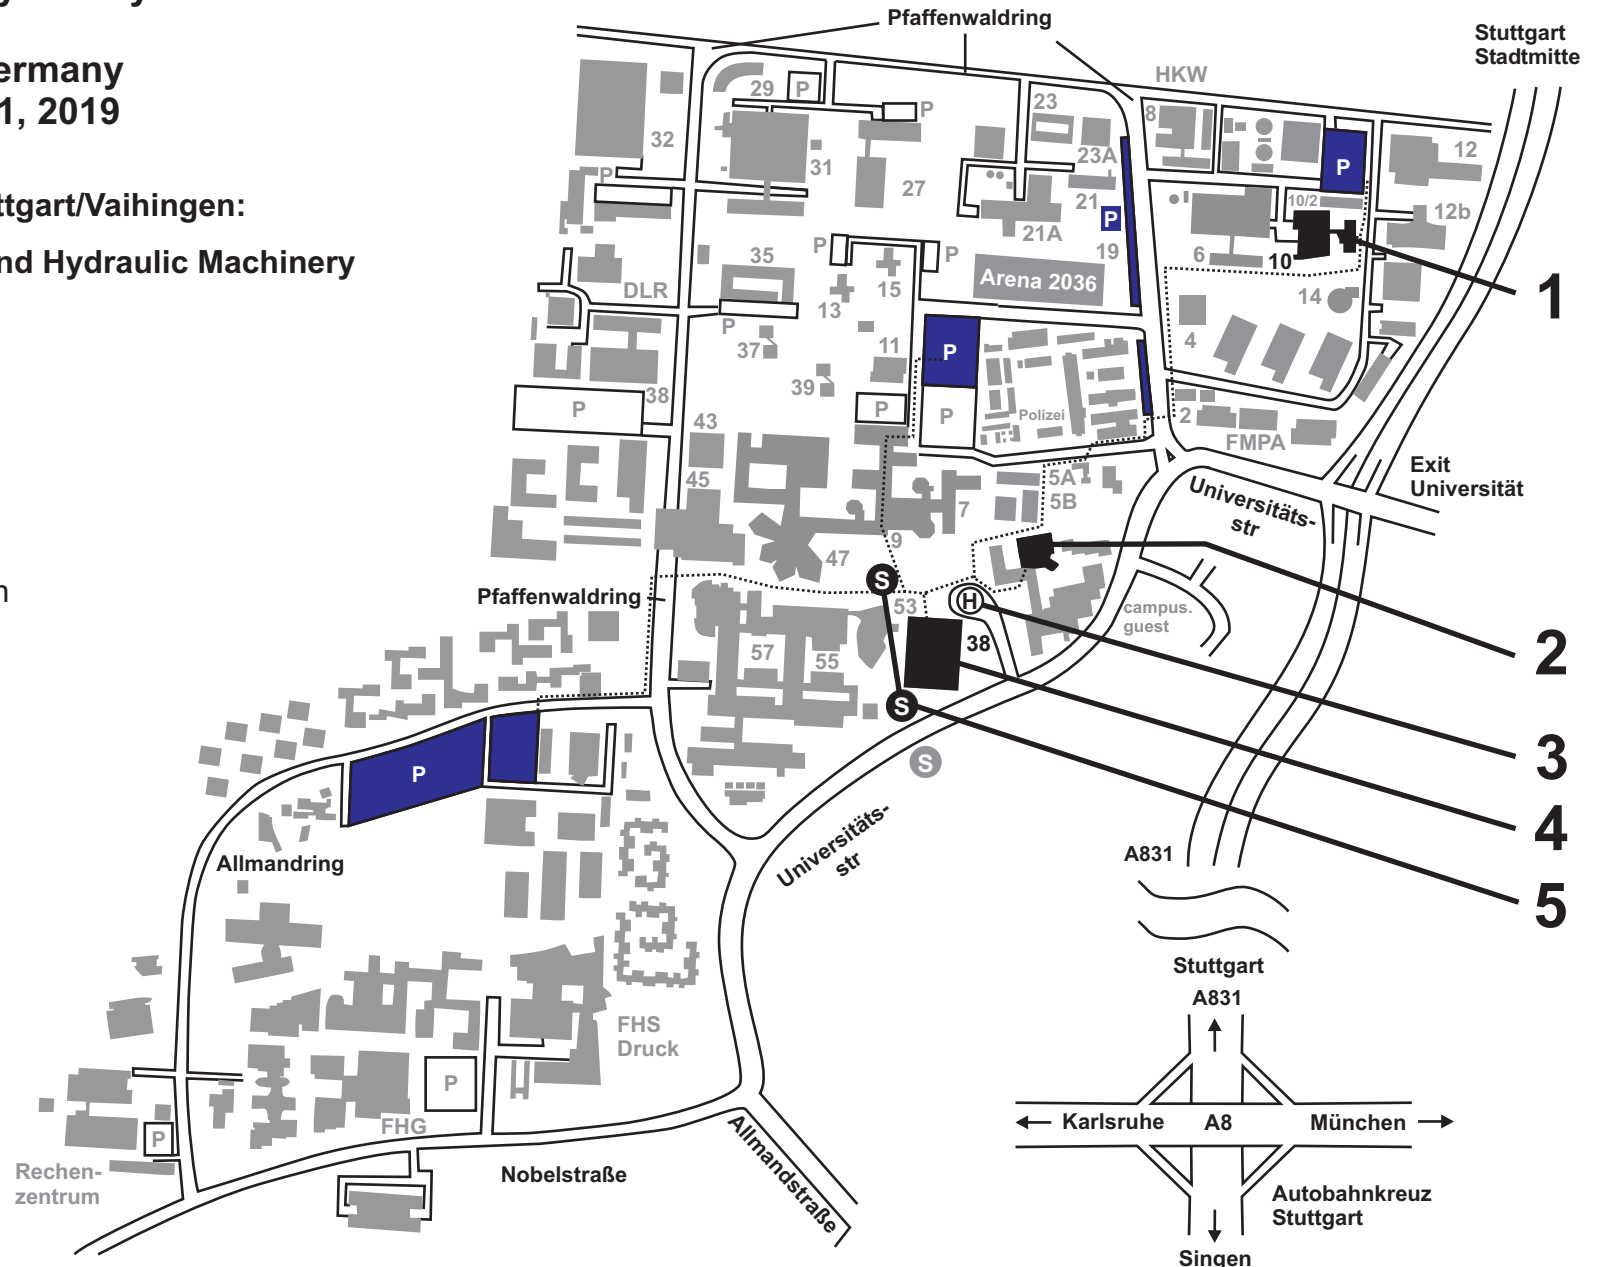 ermany
1, 2019
ttgart/Vaihingen:
nd Hydraulic Machinery
n
Pfaffenwaldring
Stuttgart
Stadtmitte
HKW
29
P
P
23
8
32
31
23A
P
12
P
27
21
10/2
12b
P
21A
P
P
35
P
19
6
10
1
DLR
15
Arena 2036
13
14
P
37
11
P
4
39
38
P
P
P
Polizei
2
43
FMPA
45
5A
5B
7
Exit
Universität
Universitäts-
str
9
47
S
Pfaffenwaldring
H
53
campus.
guest
38
2
57
55
S
3
P
S
4
Universitäts-
str
A831
Allmandring
5
Stuttgart
A831
FHS
Druck
P
Karlsruhe
A8
München
FHG
P
Allmandstraße
Rechen-
zentrum
Nobelstraße
Autobahnkreuz
Stuttgart
Singen